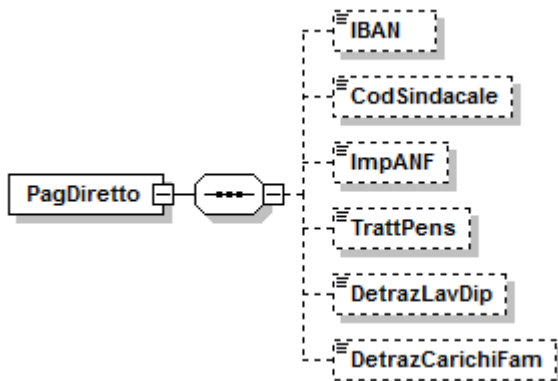 IBAN
CodSindacale
ImpANF
PagDiretto
TrattPens
DetrazLavDip
DetrazCarichiFam